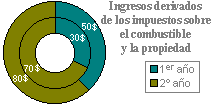 Ingresos derivados
de los impuestos sobre
el combustible
y la propiedad
50$
30$
70$
80$
1er año
2º año